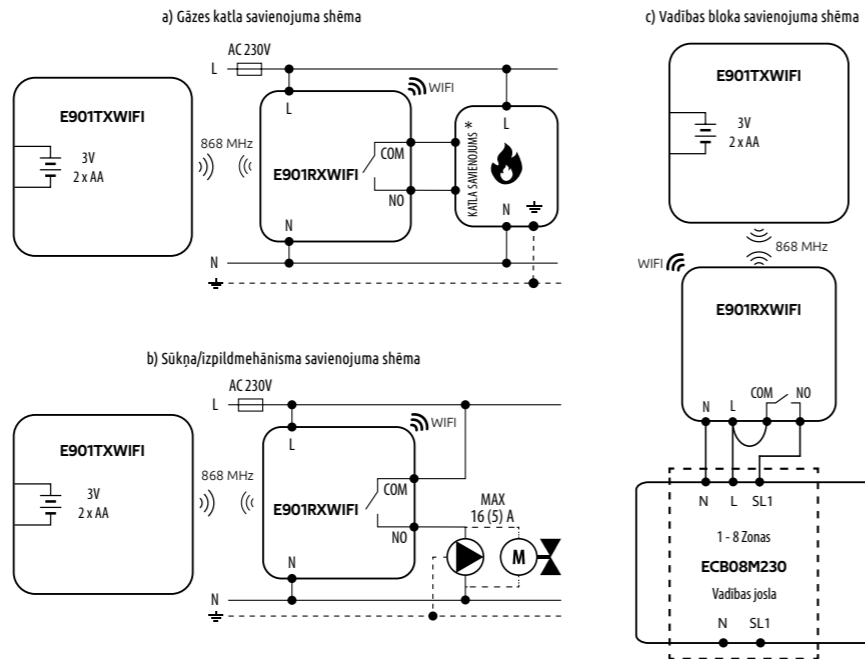 a) Gāzes katla savienojuma shēma
AC 230V
L
E901TXWIFI
3V
2 x AA
868 MHz
L
E901RXWIFI
COM
NO
N
WIFI
KATLA SAVIENOJUMS *
L
N
N
b) Sūkņa/izpildmehānisma savienojuma shēma
AC 230V
L
E901TXWIFI
3V
2 x AA
868 MHz
L
E901RXWIFI
COM
NO
N
WIFI
MAX
16 (5) A
M
N
c) Vadības bloka savienojuma shēma
E901TXWIFI
3V
2 x AA
868 MHz
WIFI
E901RXWIFI
N L COM NO
N L SL1
1 - 8 Zonas
ECB08M230
Vadības josla
N SL1